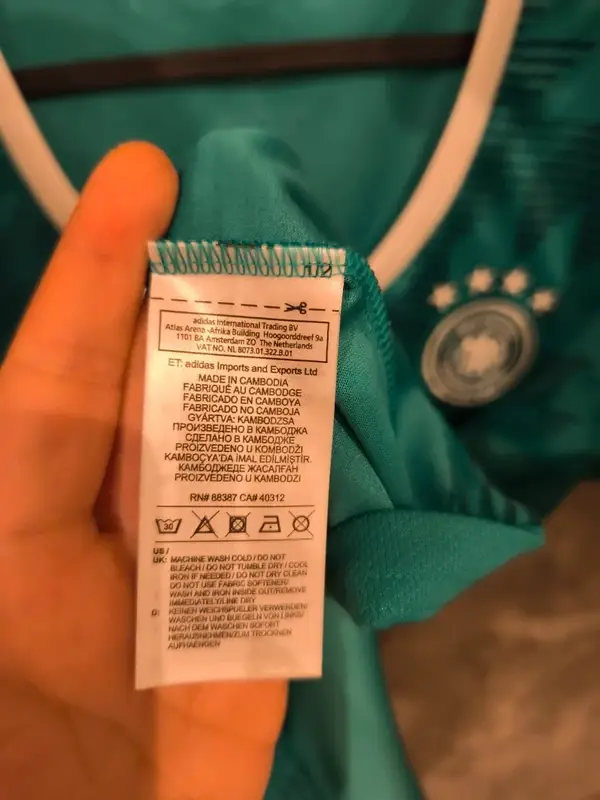 1/2
adidas International Trading BV
Atlas Arena -Afrika Building Hoogoorddreef 9a
1101 BA Amsterdam ZO The Netherlands
VAT NO. NL 8073.01.322.B.01
ET: adidas Imports and Exports Ltd
MADE IN CAMBODIA
FABRIQUÉ AU CAMBODGE
FABRICADO EN CAMBOYA
FABRICADO NO CAMBOJA
GYÁRTVA: KAMBODZSA
ПРОИЗВЕДЕНО В КАМБОДЖА
СДЕЛАНО В КАМБОДЖЕ
PROIZVEDENO U KOMBODŽI
KAMBOÇYA'DA İMAL EDİLMİŞTİR.
КАМБОДЖЕДЕ ЖАСАЛҒАН
PROIZVEDENO U KOMBODZI
RN# 88387 CA# 40312
30
US /
UK: MACHINE WASH COLD / DO NOT
BLEACH / DO NOT TUMBLE DRY / COOL
IRON IF NEEDED / DO NOT DRY CLEAN
DO NOT USE FABRIC SOFTENER/
WASH AND IRON INSIDE OUT/REMOVE
IMMEDIATELY/LINE DRY
D: KEINEN WEICHSPUELER VERWENDEN/
WASCHEN UND BUEGELN VON LINKS/
NACH DEM WASCHEN SOFORT
HERAUSNEHMEN/ZUM TROCKNEN
AUFHAENGEN